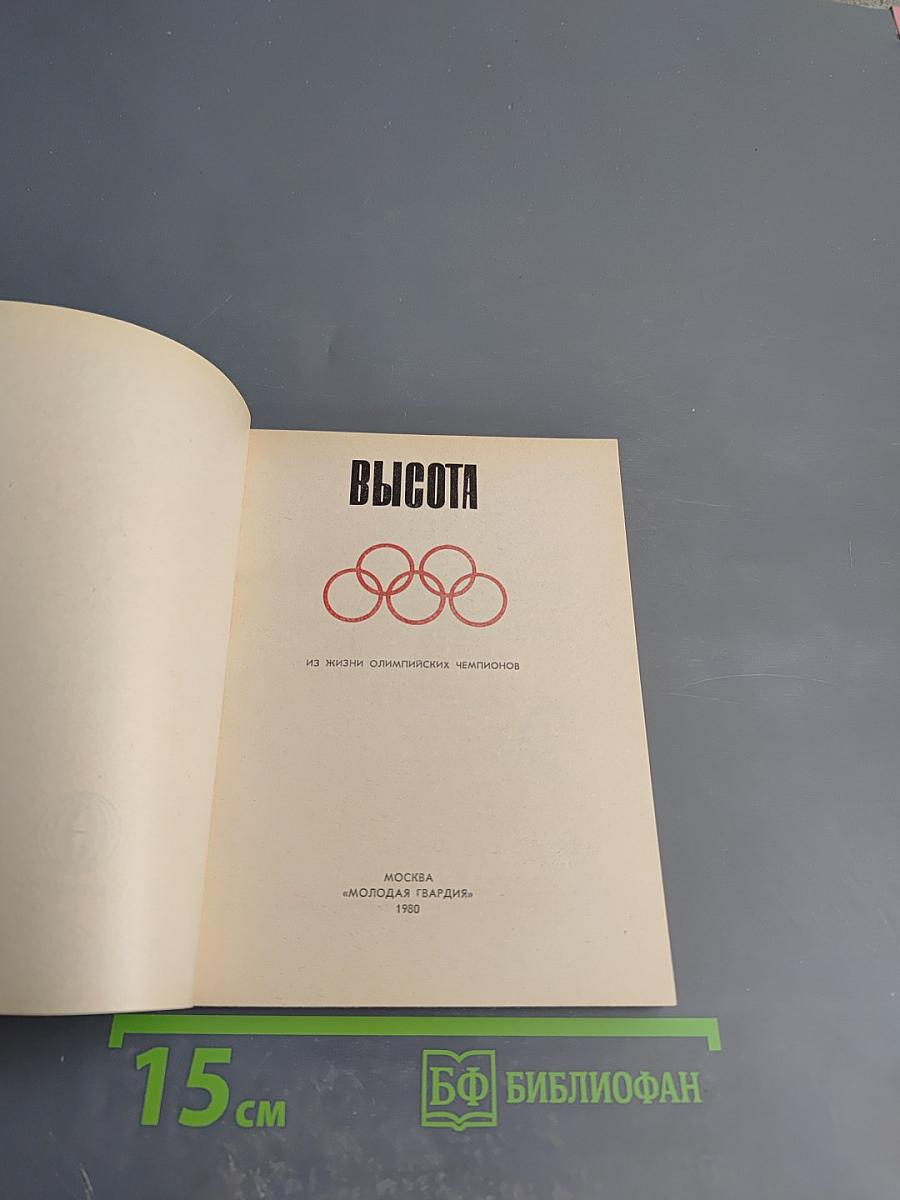 ВЫСОТА
ИЗ ЖИЗНИ ОЛИМПИЙСКИХ ЧЕМПИОНОВ
МОСКВА
«МОЛОДАЯ ГВАРДИЯ»
1980
15 см
БФ БИБЛИОФАН